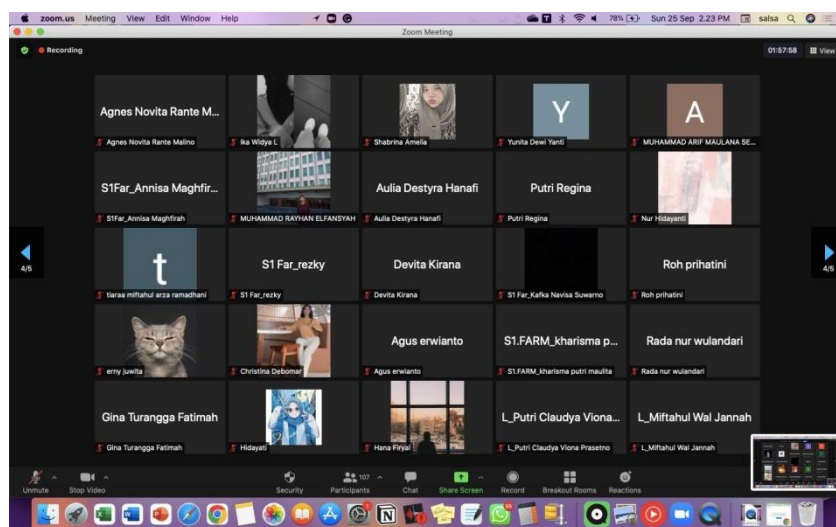 zoom.us Meeting View Edit Window Help
78% Sun 25 Sep 2.23 PM salsa
Zoom Meeting
Recording
01:57:58 View
Agnes Novita Rante M...
Y
A
Agnes Novita Rante Malino
Ika Widya L
Shabrina Amelia
Yunita Dewi Yanti
MUHAMMAD ARIF MAULANA SE...
S1Far_Annisa Maghfir...
Aulia Destyra Hanafi
Putri Regina
S1Far_Annisa Maghfirah
MUHAMMAD RAYHAN ELFANSYAH
Aulia Destyra Hanafi
Putri Regina
Nur Hidayanti
4/5
4/5
t
S1 Far_rezky
Devita Kirana
Roh prihatini
tiaraa miftahul arza ramadhani
S1 Far_rezky
Devita Kirana
S1 Far_Kafka Navisa Suwarno
Roh prihatini
Agus erwianto
S1.FARM_kharisma p...
Rada nur wulandari
erny juwita
Christina Debomar
Agus erwianto
S1.FARM_kharisma putri maulita
Rada nur wulandari
Gina Turangga Fatimah
L_Putri Claudya Viona...
L_Miftahul Wal Jannah
Gina Turangga Fatimah
Hidayati
Hana Firyal
L_Putri Claudya Viona Prasetno
L_Miftahul Wal Jannah
107
Unmute Stop Video Security Participants Chat Share Screen Record Breakout Rooms Reactions